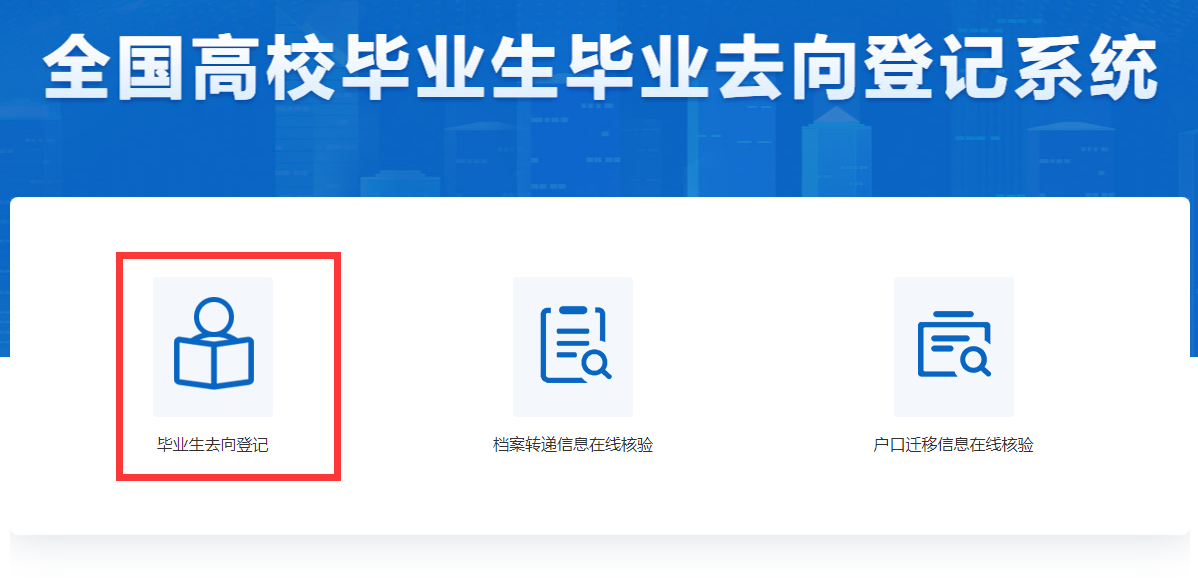 全国高校毕业生毕业去向登记系统
毕业生去向登记
档案转递信息在线核验
户口迁移信息在线核验